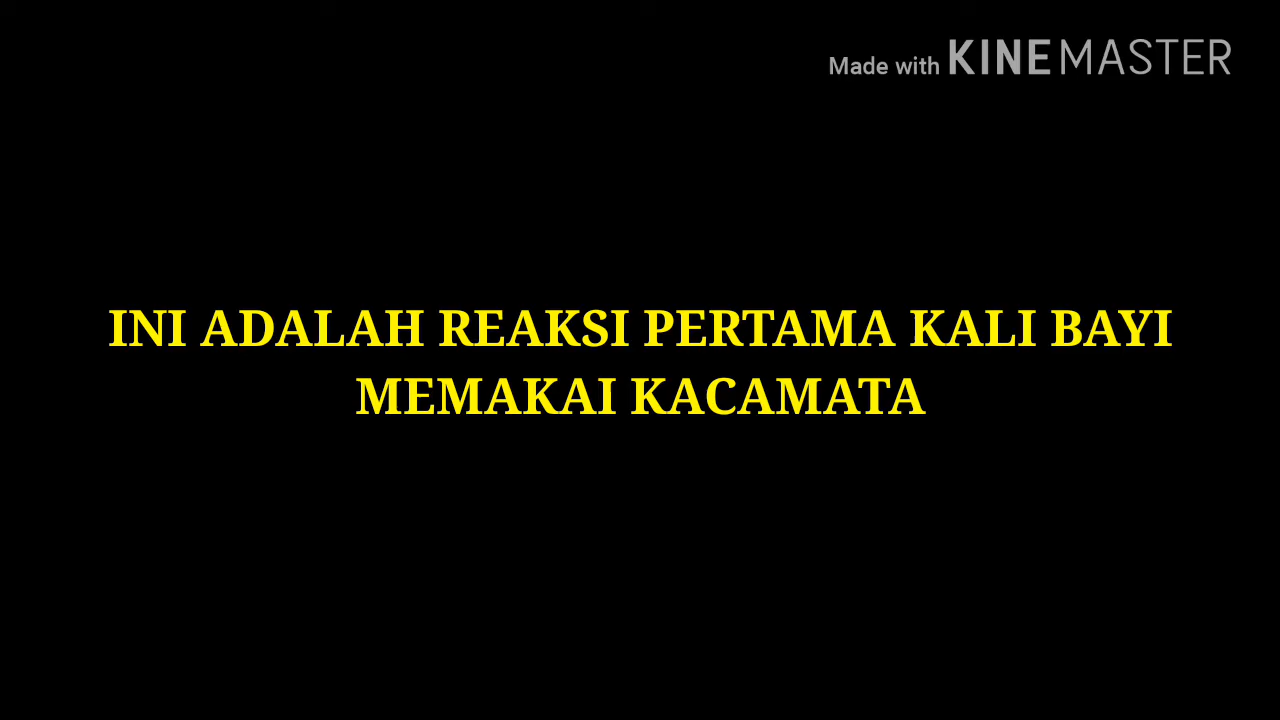 Made with KINEMASTER
INI ADALAH REAKSI PERTAMA KALI BAYI
MEMAKAI KACAMATA